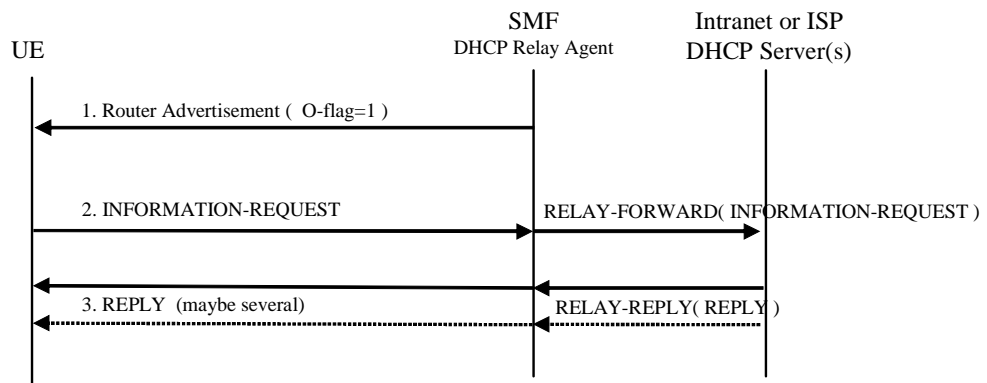 SMF
DHCP Relay Agent
Intranet or ISP
DHCP Server(s)
UE
1. Router Advertisement ( O-flag=1 )
2. INFORMATION-REQUEST
RELAY-FORWARD( INFORMATION-REQUEST )
3. REPLY (maybe several)
RELAY-REPLY( REPLY )